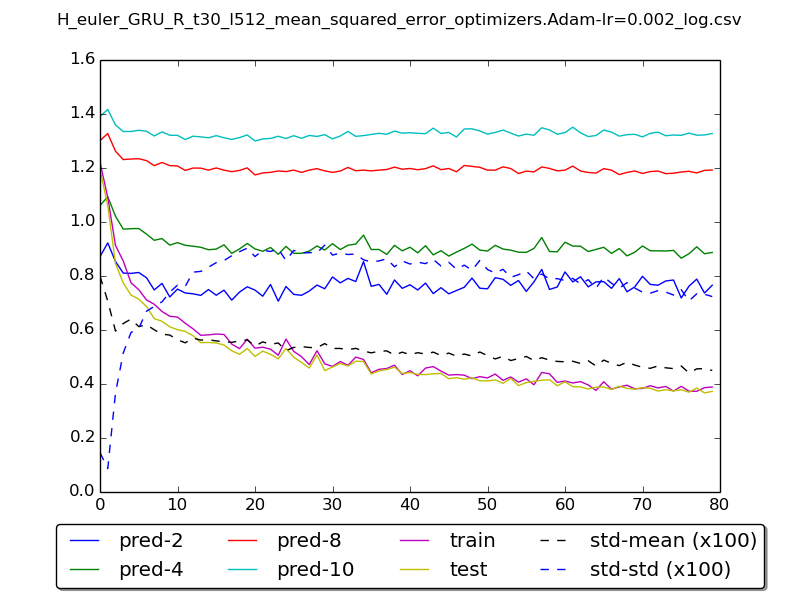 H_euler_GRU_R_t30_l512_mean_squared_error_optimizers.Adam-lr=0.002_log.csv
1.6
1.4
1.2
1.0
0.8
0.6
0.4
0.2
0.0
0 10 20 30 40 50 60 70 80
pred-2 pred-8 train std-mean (x100)
pred-4 pred-10 test std-std (x100)